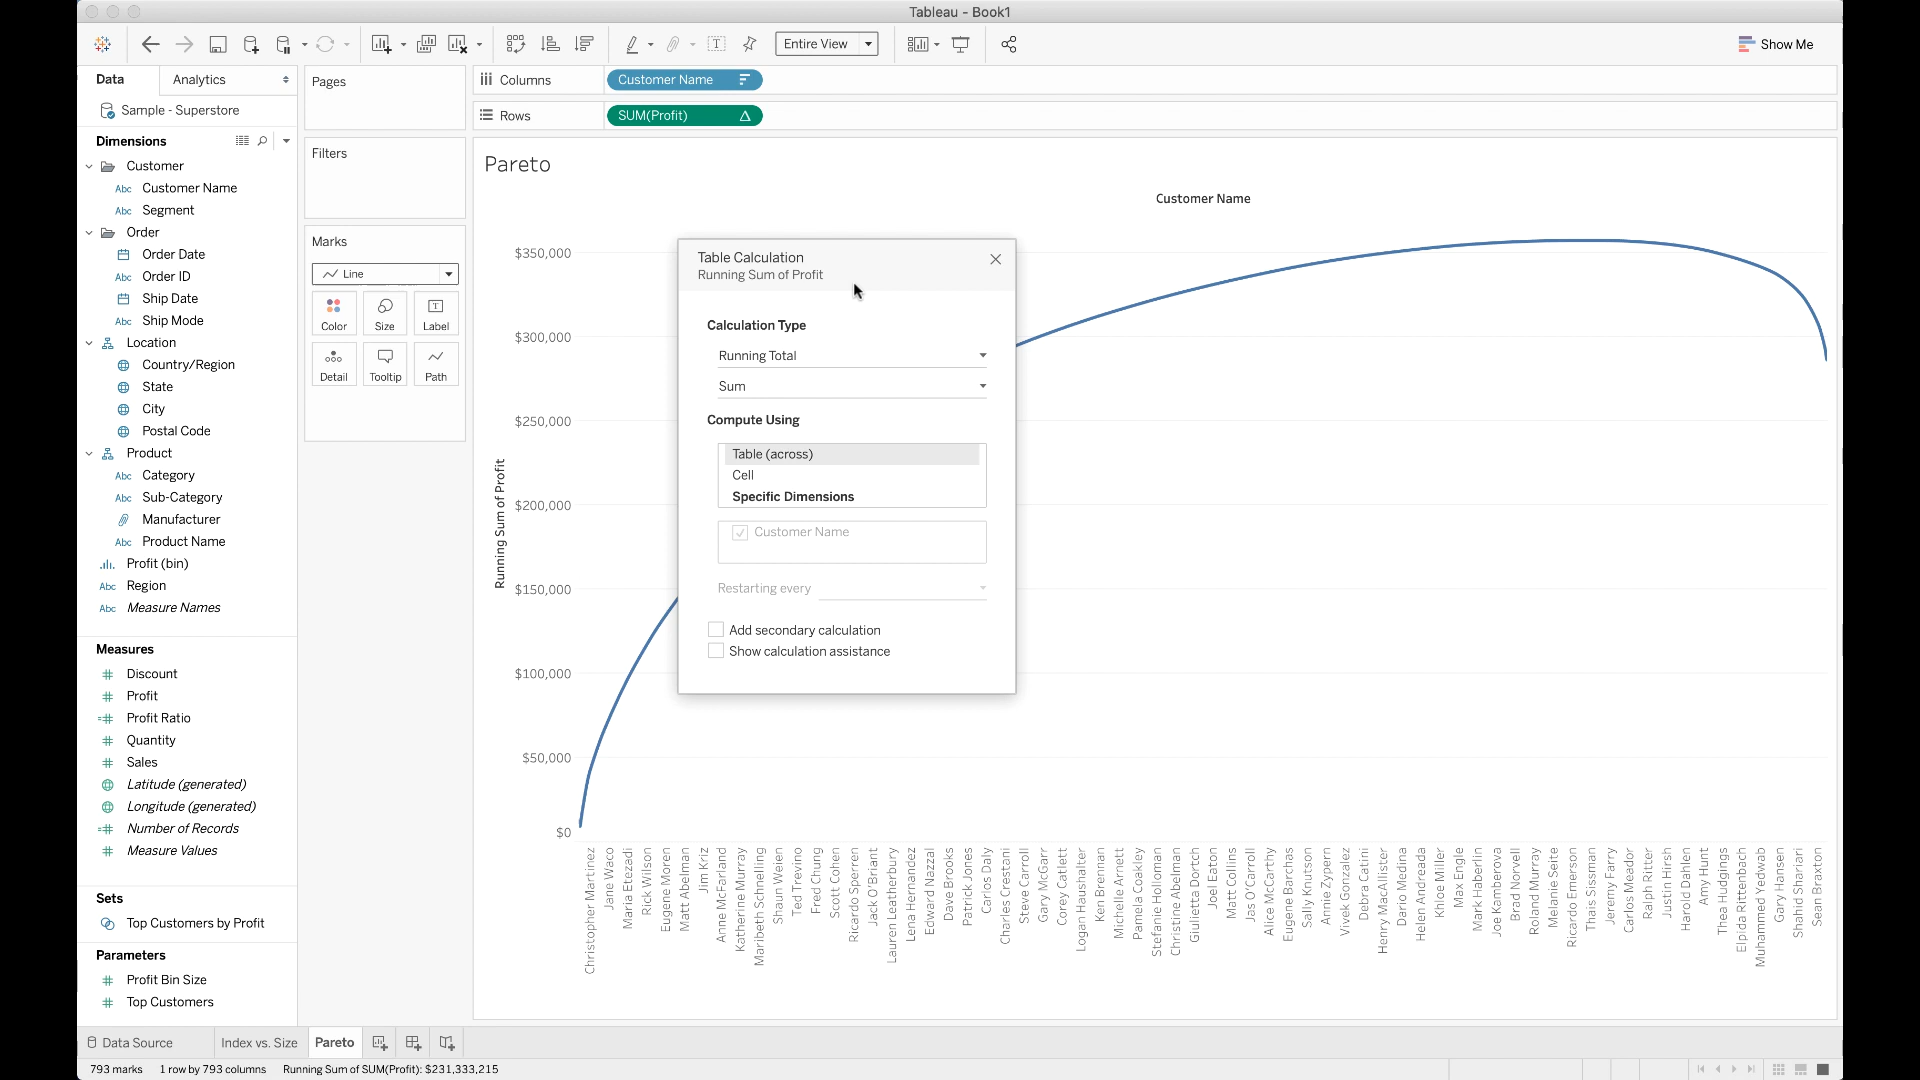 Tableau - Book1
Entire View
Show Me
Data
Analytics
Sample - Superstore
Dimensions
Customer
Abc Customer Name
Abc Segment
Order
Order Date
Abc Order ID
Ship Date
Abc Ship Mode
Location
Country/Region
State
City
Postal Code
Product
Abc Category
Abc Sub-Category
Manufacturer
Abc Product Name
Profit (bin)
Abc Region
Abc Measure Names
Measures
# Discount
# Profit
=# Profit Ratio
# Quantity
# Sales
Latitude (generated)
Longitude (generated)
=# Number of Records
# Measure Values
Sets
Top Customers by Profit
Parameters
# Profit Bin Size
# Top Customers
Pages
Filters
Marks
Line
Color
Size
Label
Detail
Tooltip
Path
Columns
Customer Name
Rows
SUM(Profit)
Pareto
Customer Name
Running Sum of Profit
$350,000
$300,000
$250,000
$200,000
$150,000
$100,000
$50,000
$0
Table Calculation
Running Sum of Profit
Calculation Type
Running Total
Sum
Compute Using
Table (across)
Cell
Specific Dimensions
Customer Name
Restarting every
Add secondary calculation
Show calculation assistance
Christopher Martinez
Jane Waco
Maria Etezadi
Rick Wilson
Eugene Moren
Matt Abelman
Jim Kriz
Anne McFarland
Katherine Murray
Maribeth Schnelling
Shaun Weien
Ted Trevino
Fred Chung
Scott Cohen
Ricardo Sperren
Jack O'Briant
Lauren Leatherbury
Lena Hernandez
Edward Nazzal
Dave Brooks
Patrick Jones
Carlos Daly
Charles Crestani
Steve Carroll
Gary McGarr
Corey Catlett
Logan Haushalter
Ken Brennan
Michelle Arnett
Pamela Coakley
Stefanie Holloman
Christine Abelman
Giulietta Dortch
Joel Eaton
Matt Collins
Jas O'Carroll
Alice McCarthy
Eugene Barchas
Sally Knutson
Annie Zypern
Vivek Gonzalez
Debra Catini
Henry MacAllister
Dario Medina
Helen Andreada
Khloe Miller
Max Engle
Mark Haberlin
Joe Kamberova
Brad Norvell
Roland Murray
Melanie Seite
Ricardo Emerson
Thais Sissman
Jeremy Farry
Carlos Meador
Ralph Ritter
Justin Hirsh
Harold Dahlen
Amy Hunt
Thea Hudgings
Elpida Rittenbach
Muhammed Yedwab
Gary Hansen
Shahid Shariari
Sean Braxton
Data Source
Index vs. Size
Pareto
793 marks
1 row by 793 columns
Running Sum of SUM(Profit): $231,333,215